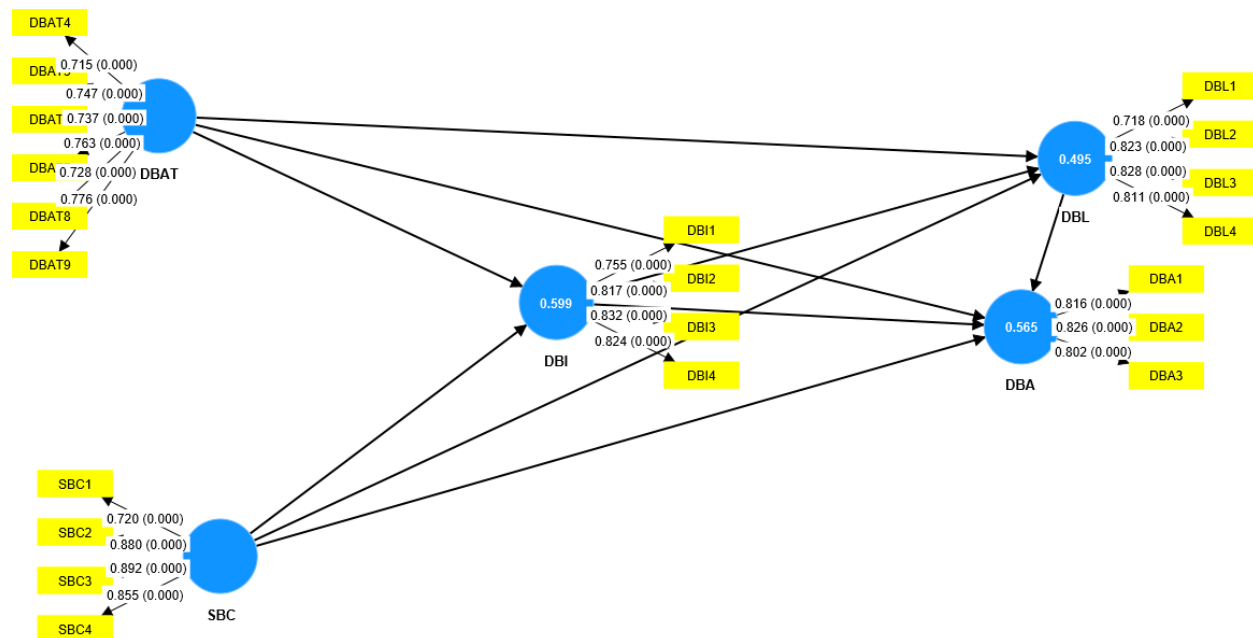 DBAT4
0.715 (0.000)
0.747 (0.000)
0.737 (0.000)
0.763 (0.000)
0.728 (0.000)
DBAT8
0.776 (0.000)
DBAT9
DBAT
DBL1
0.718 (0.000)
DBL2
0.823 (0.000)
0.495
0.828 (0.000)
DBL3
0.811 (0.000)
DBL4
DBL
DBI1
0.755 (0.000)
DBI2
0.817 (0.000)
0.599
0.832 (0.000)
DBI3
0.824 (0.000)
DBI4
DBI
DBA1
0.816 (0.000)
0.565
0.826 (0.000)
DBA2
0.802 (0.000)
DBA3
DBA
SBC1
0.720 (0.000)
SBC2
0.880 (0.000)
0.892 (0.000)
SBC3
0.855 (0.000)
SBC4
SBC